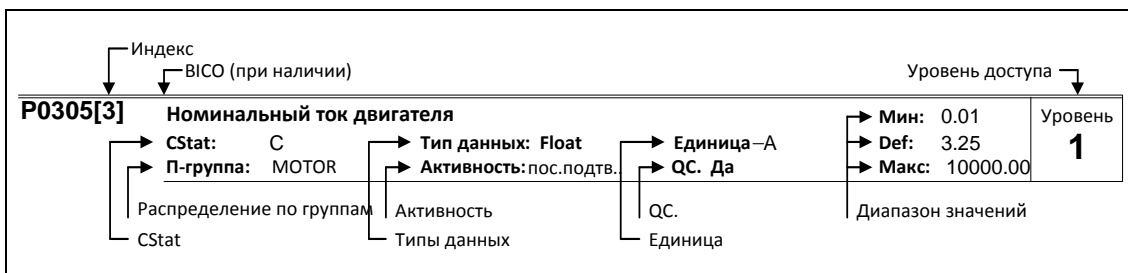 Индекс
BICO (при наличии)
Уровень доступа
P0305[3] Номинальный ток двигателя Мин: 0.01 Уровень
CStat: C Тип данных: Float Единица–A Def: 3.25 1
П-группа: MOTOR Активность: пос.подтв.. QC. Да Макс: 10000.00
Распределение по группам Активность QC. Диапазон значений
CStat Типы данных Единица